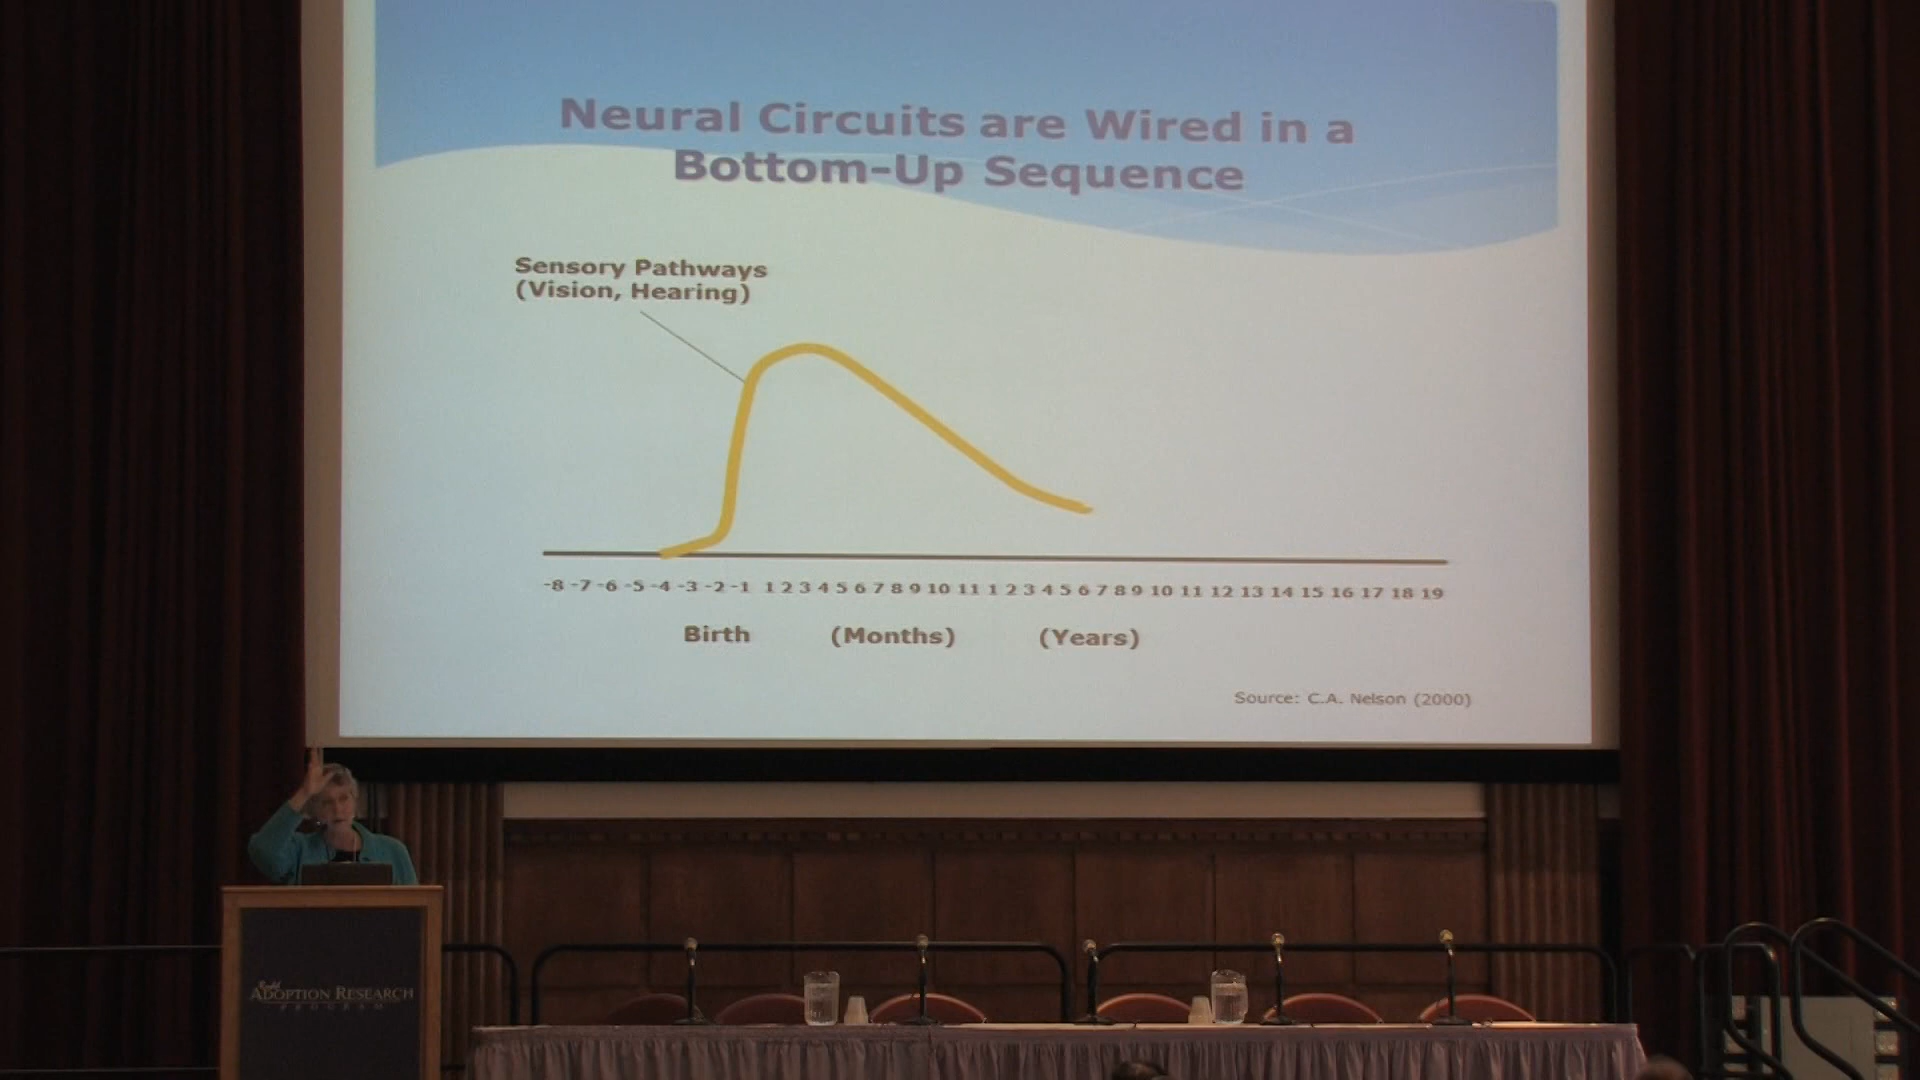 Neural Circuits are Wired in a
Bottom-Up Sequence
Sensory Pathways
(Vision, Hearing)
-8 -7 -6 -5 -4 -3 -2 -1 1 2 3 4 5 6 7 8 9 10 11 1 2 3 4 5 6 7 8 9 10 11 12 13 14 15 16 17 18 19
Birth (Months) (Years)
Source: C.A. Nelson (2000)
Rudd
ADOPTION RESEARCH
PROGRAM